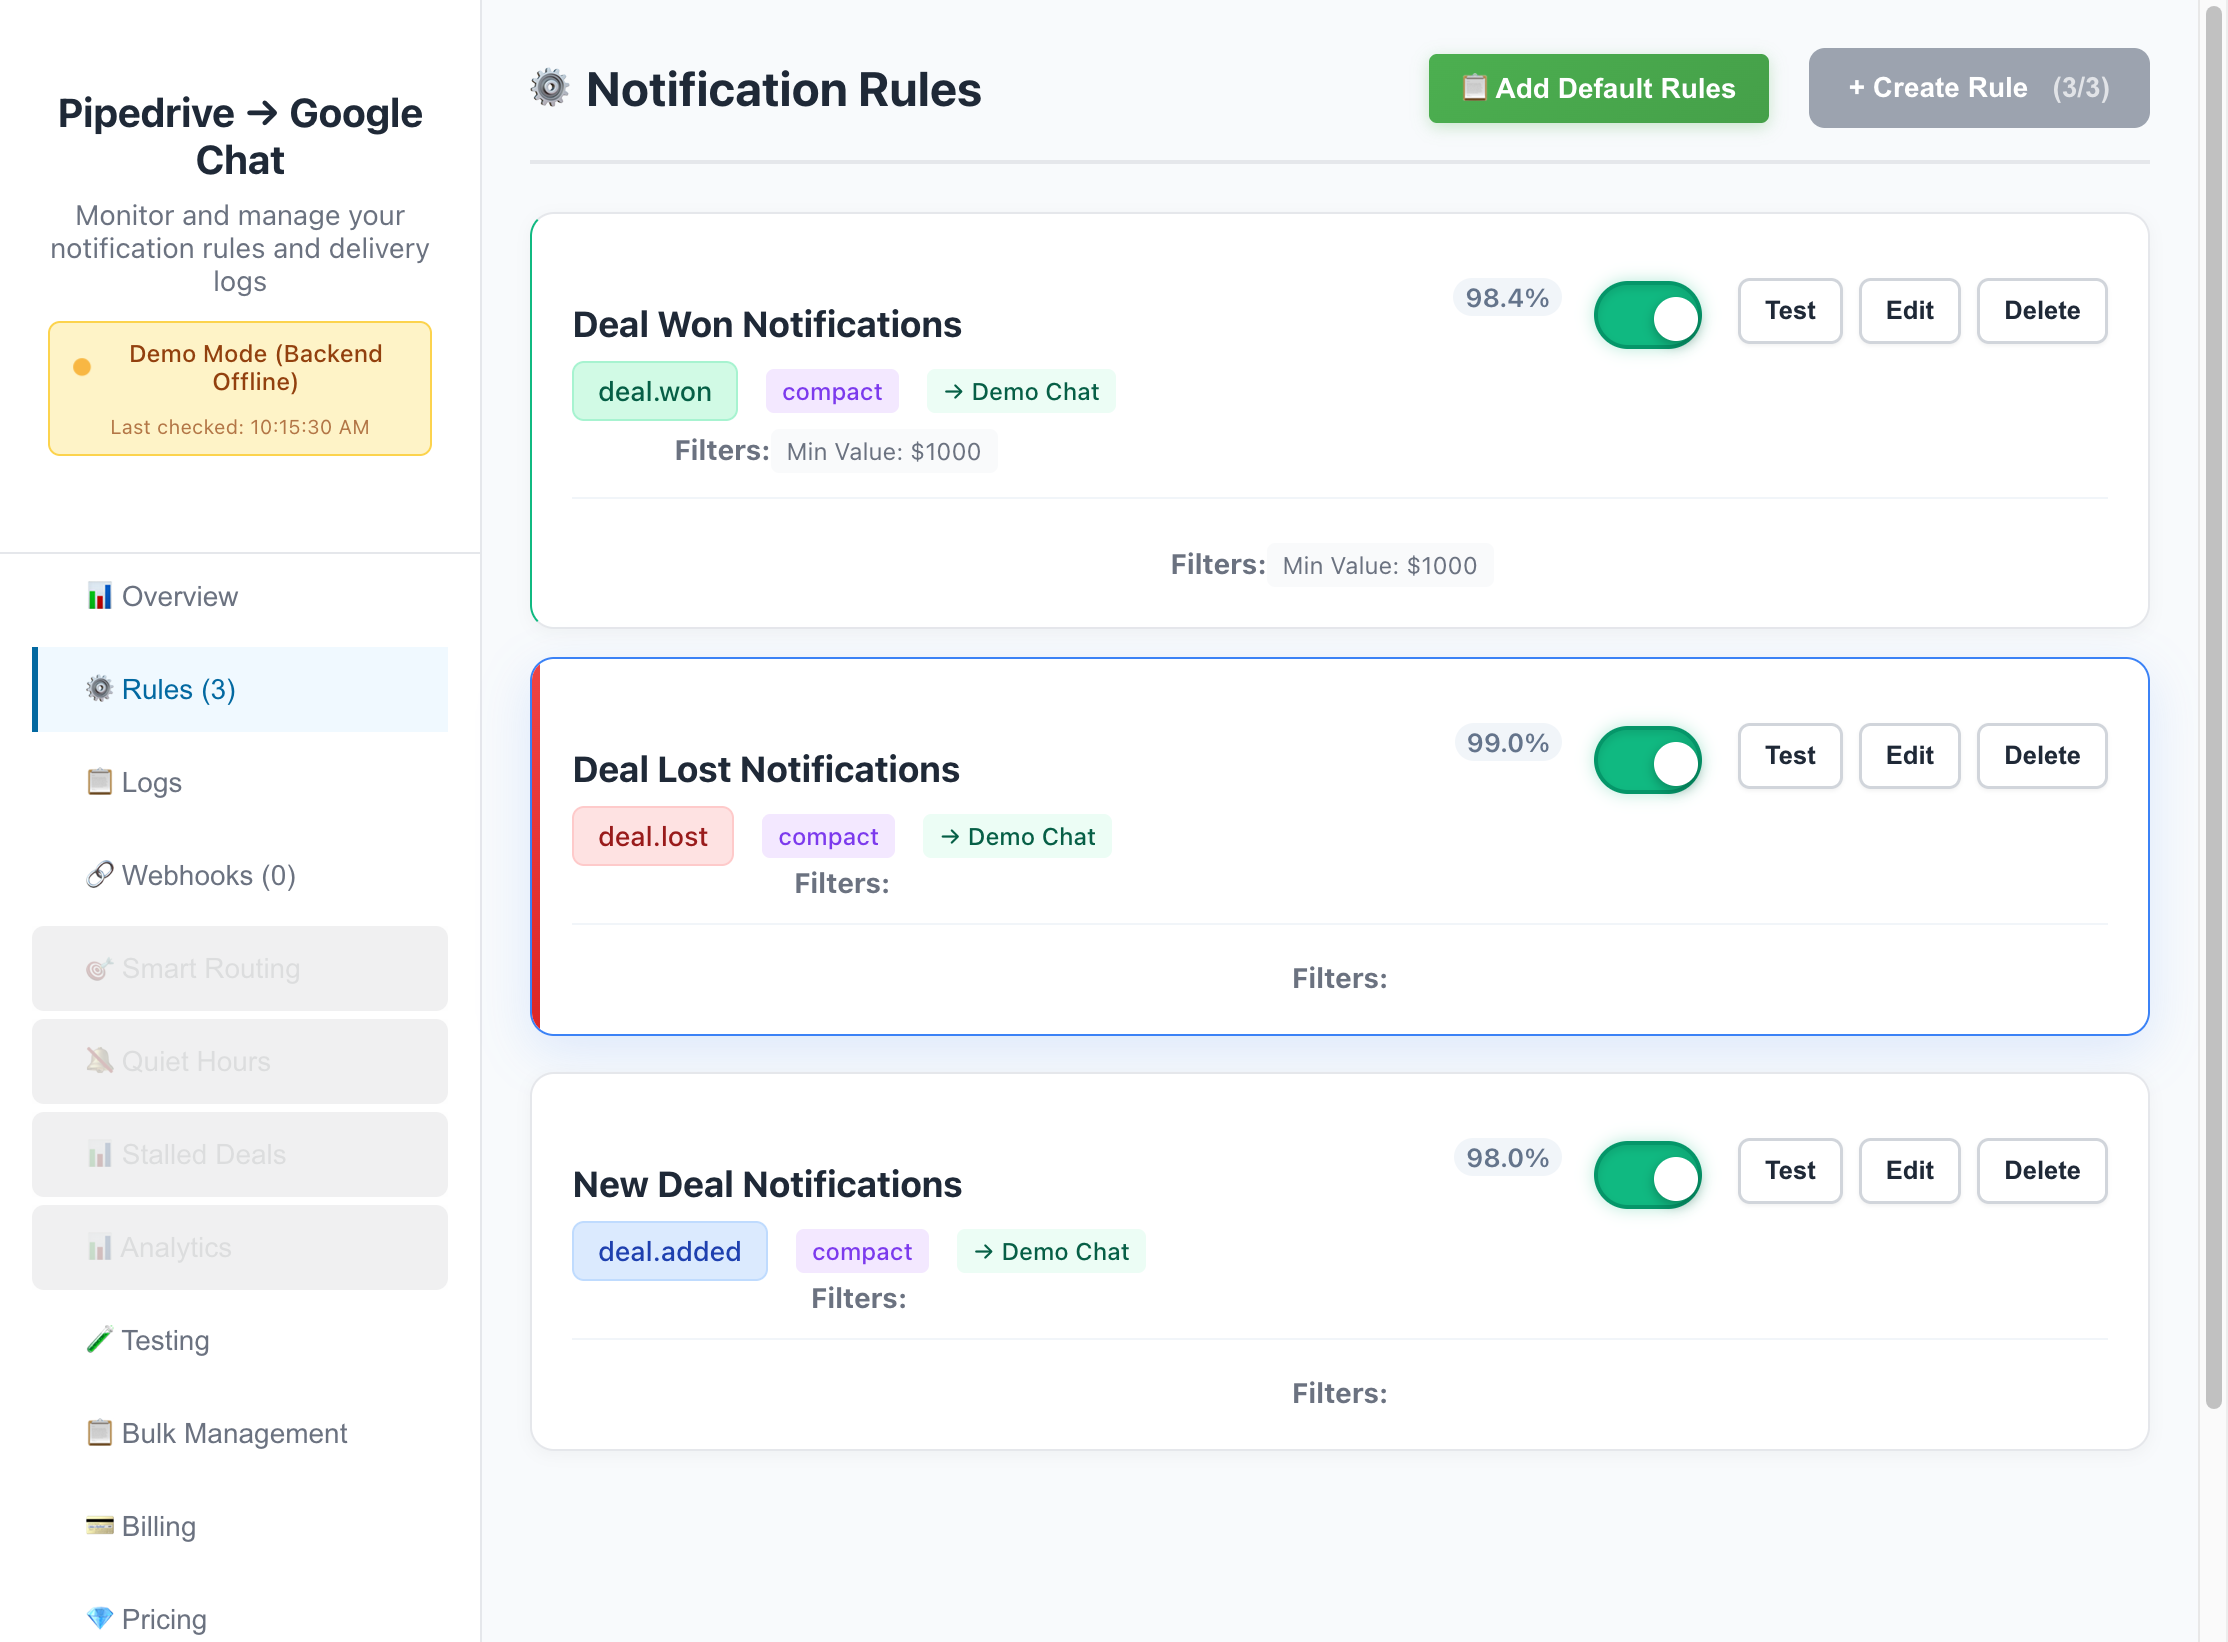 Pipedrive → Google
Chat
Monitor and manage your
notification rules and delivery
logs
Demo Mode (Backend
Offline)
Last checked: 10:15:30 AM
Overview
Rules (3)
Logs
Webhooks (0)
Smart Routing
Quiet Hours
Stalled Deals
Analytics
Testing
Bulk Management
Billing
Pricing
Notification Rules
Add Default Rules
+ Create Rule (3/3)
Deal Won Notifications
98.4%
Test
Edit
Delete
deal.won
compact
→ Demo Chat
Filters: Min Value: $1000
Filters: Min Value: $1000
Deal Lost Notifications
99.0%
Test
Edit
Delete
deal.lost
compact
→ Demo Chat
Filters:
Filters:
New Deal Notifications
98.0%
Test
Edit
Delete
deal.added
compact
→ Demo Chat
Filters:
Filters: